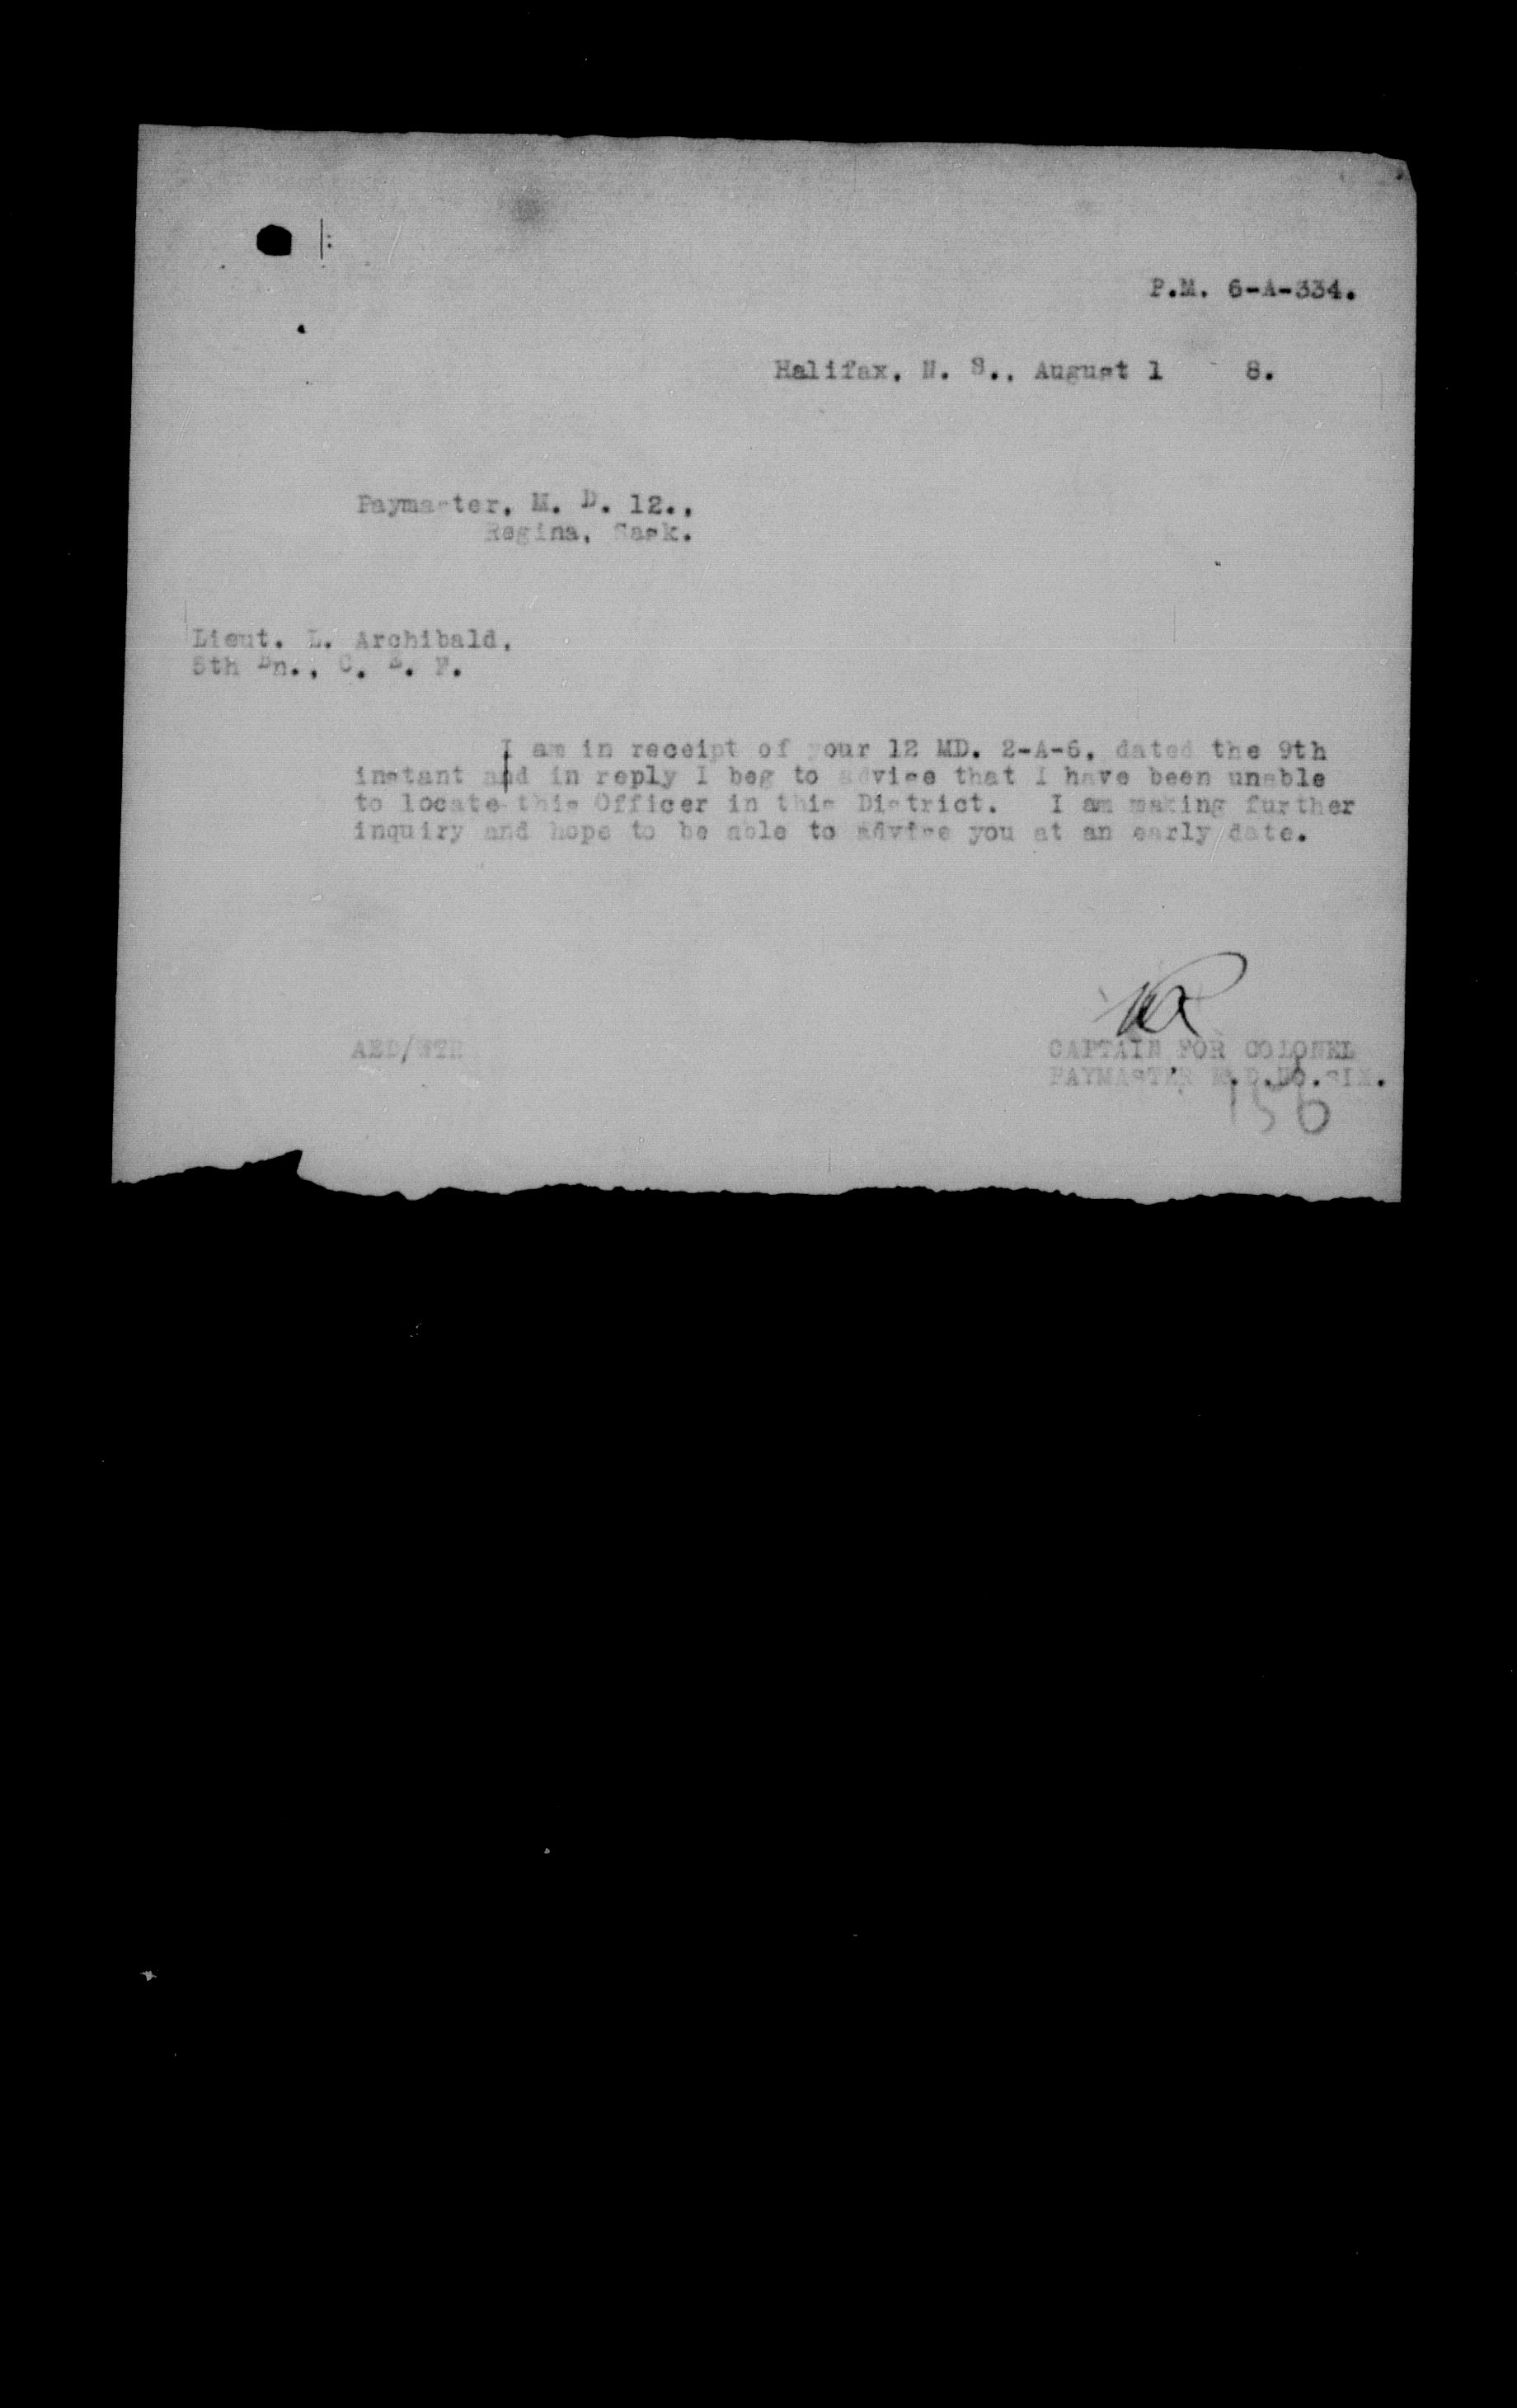 P.M. 6-A-334.
Halifax, N. S., August 1 8.
Paymaster, M. D. 12.,
Regina, Sask.
Lieut. L. Archibald,
5th Bn., C. E. F.
I am in receipt of your 12 MD. 2-A-6, dated the 9th
instant and in reply I beg to advise that I have been unable
to locate this Officer in this District. I am making further
inquiry and hope to be able to advise you at an early date.
CAPTAIN FOR COLONEL
PAYMASTER M.D.NO.SIX.
156